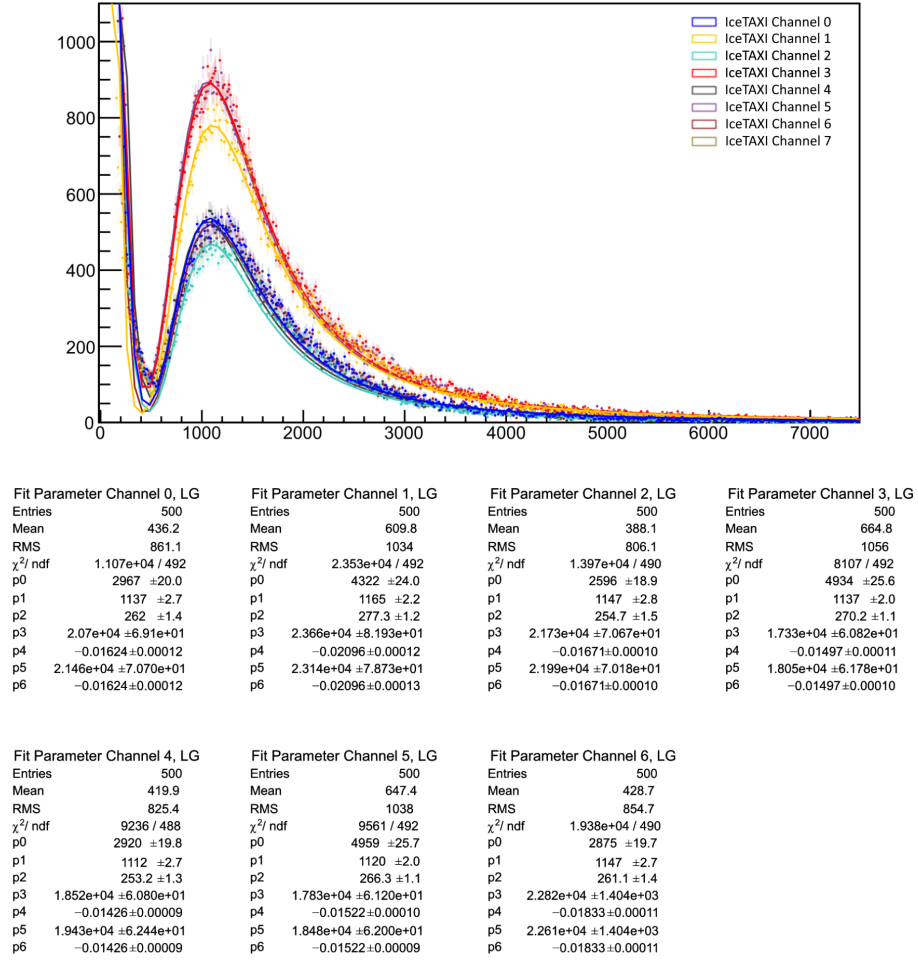 1000
800
600
400
200
0
0 1000 2000 3000 4000 5000 6000 7000
IceTAXI Channel 0
IceTAXI Channel 1
IceTAXI Channel 2
IceTAXI Channel 3
IceTAXI Channel 4
IceTAXI Channel 5
IceTAXI Channel 6
IceTAXI Channel 7
Fit Parameter Channel 0, LG
Entries 500
Mean 436.2
RMS 861.1
χ²/ ndf 1.107e+04 / 492
p0 2967 ±20.0
p1 1137 ±2.7
p2 262 ±1.4
p3 2.07e+04 ±6.91e+01
p4 −0.01624±0.00012
p5 2.146e+04 ±7.070e+01
p6 −0.01624±0.00012
Fit Parameter Channel 1, LG
Entries 500
Mean 609.8
RMS 1034
χ²/ ndf 2.353e+04 / 492
p0 4322 ±24.0
p1 1165 ±2.2
p2 277.3 ±1.2
p3 2.366e+04 ±8.193e+01
p4 −0.02096±0.00012
p5 2.314e+04 ±7.873e+01
p6 −0.02096±0.00013
Fit Parameter Channel 2, LG
Entries 500
Mean 388.1
RMS 806.1
χ²/ ndf 1.397e+04 / 490
p0 2596 ±18.9
p1 1147 ±2.8
p2 254.7 ±1.5
p3 2.173e+04 ±7.067e+01
p4 −0.01671±0.00010
p5 2.199e+04 ±7.018e+01
p6 −0.01671±0.00010
Fit Parameter Channel 3, LG
Entries 500
Mean 664.8
RMS 1056
χ²/ ndf 8107 / 492
p0 4934 ±25.6
p1 1137 ±2.0
p2 270.2 ±1.1
p3 1.733e+04 ±6.082e+01
p4 −0.01497±0.00011
p5 1.805e+04 ±6.178e+01
p6 −0.01497±0.00010
Fit Parameter Channel 4, LG
Entries 500
Mean 419.9
RMS 825.4
χ²/ ndf 9236 / 488
p0 2920 ±19.8
p1 1112 ±2.7
p2 253.2 ±1.3
p3 1.852e+04 ±6.080e+01
p4 −0.01426±0.00009
p5 1.943e+04 ±6.244e+01
p6 −0.01426±0.00009
Fit Parameter Channel 5, LG
Entries 500
Mean 647.4
RMS 1038
χ²/ ndf 9561 / 492
p0 4959 ±25.7
p1 1120 ±2.0
p2 266.3 ±1.1
p3 1.783e+04 ±6.120e+01
p4 −0.01522±0.00010
p5 1.848e+04 ±6.200e+01
p6 −0.01522±0.00009
Fit Parameter Channel 6, LG
Entries 500
Mean 428.7
RMS 854.7
χ²/ ndf 1.938e+04 / 490
p0 2875 ±19.7
p1 1147 ±2.7
p2 261.1 ±1.4
p3 2.282e+04 ±1.404e+03
p4 −0.01833±0.00011
p5 2.261e+04 ±1.404e+03
p6 −0.01833±0.00011